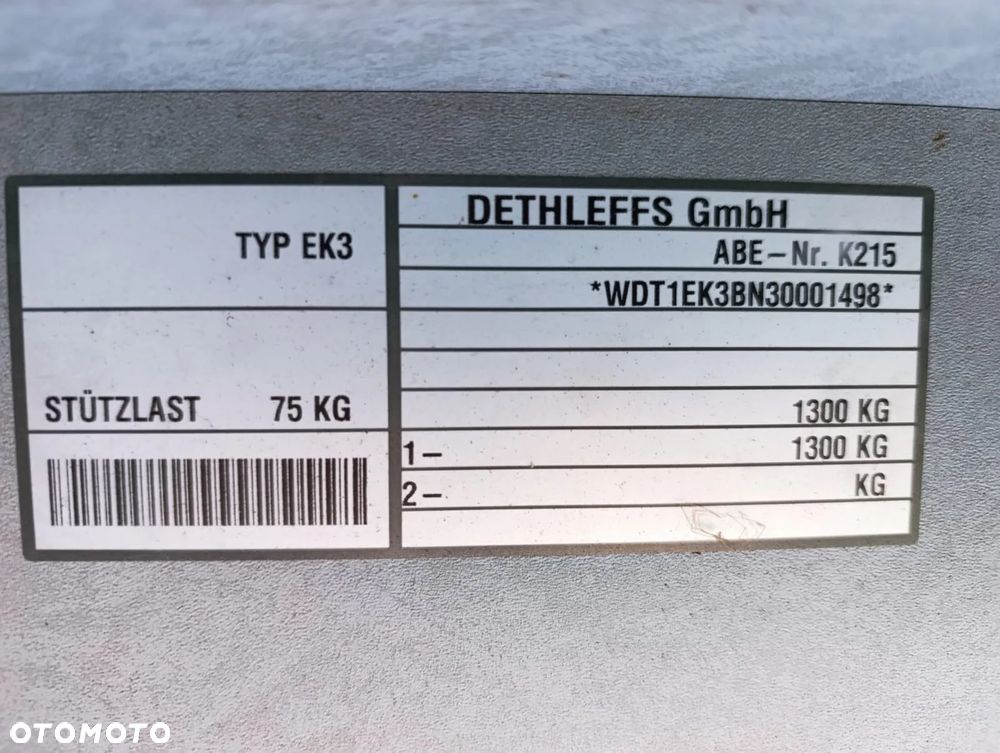 TYP EK3
STÜTZLAST 75 KG
DETHLEFFS GmbH
ABE-Nr. K215
*WDT1EK3BN30001498*
1300 KG
1- 1300 KG
2- KG
OTOMOTO